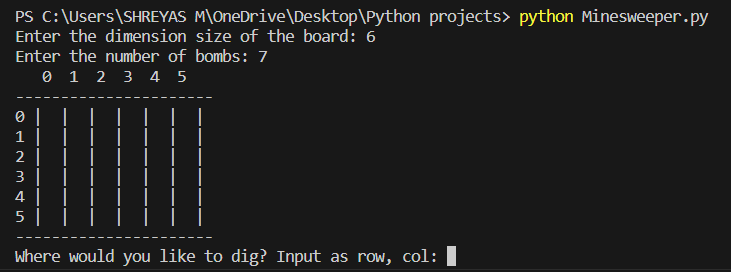 PS C:\Users\SHREYAS M\OneDrive\Desktop\Python projects> python Minesweeper.py
Enter the dimension size of the board: 6
Enter the number of bombs: 7
   0  1  2  3  4  5
----------------------
0 |  |  |  |  |  |  |
1 |  |  |  |  |  |  |
2 |  |  |  |  |  |  |
3 |  |  |  |  |  |  |
4 |  |  |  |  |  |  |
5 |  |  |  |  |  |  |
----------------------
Where would you like to dig? Input as row, col: